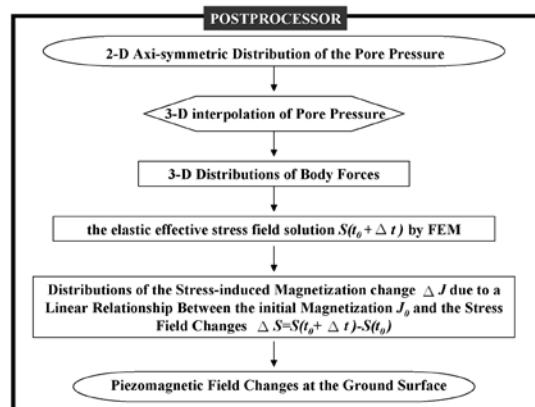 POSTPROCESSOR
2-D Axi-symmetric Distribution of the Pore Pressure
3-D interpolation of Pore Pressure
3-D Distributions of Body Forces
the elastic effective stress field solution S(t₀ + Δ t) by FEM
Distributions of the Stress-induced Magnetization change Δ J due to a
Linear Relationship Between the initial Magnetization J₀ and the Stress
Field Changes Δ S=S(t₀+ Δ t)-S(t₀)
Piezomagnetic Field Changes at the Ground Surface